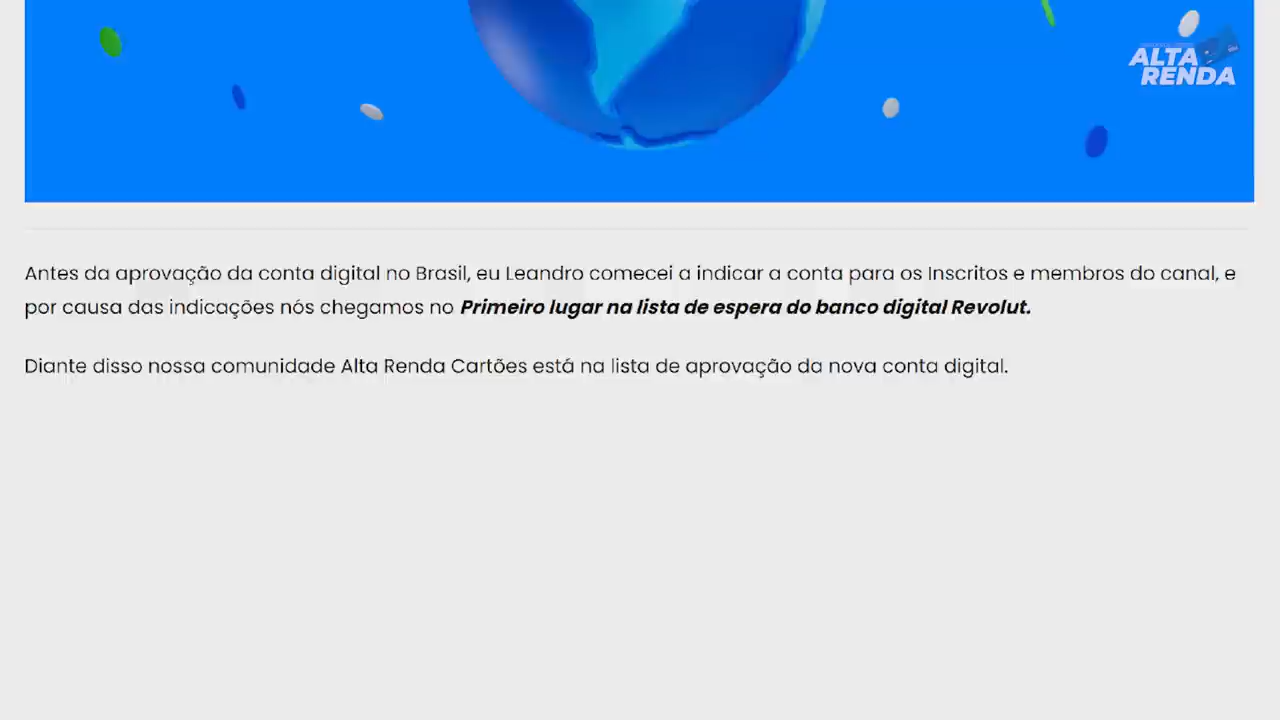 ALTA
RENDA
Antes da aprovação da conta digital no Brasil, eu Leandro comecei a indicar a conta para os Inscritos e membros do canal, e
por causa das indicações nós chegamos no Primeiro lugar na lista de espera do banco digital Revolut.
Diante disso nossa comunidade Alta Renda Cartões está na lista de aprovação da nova conta digital.